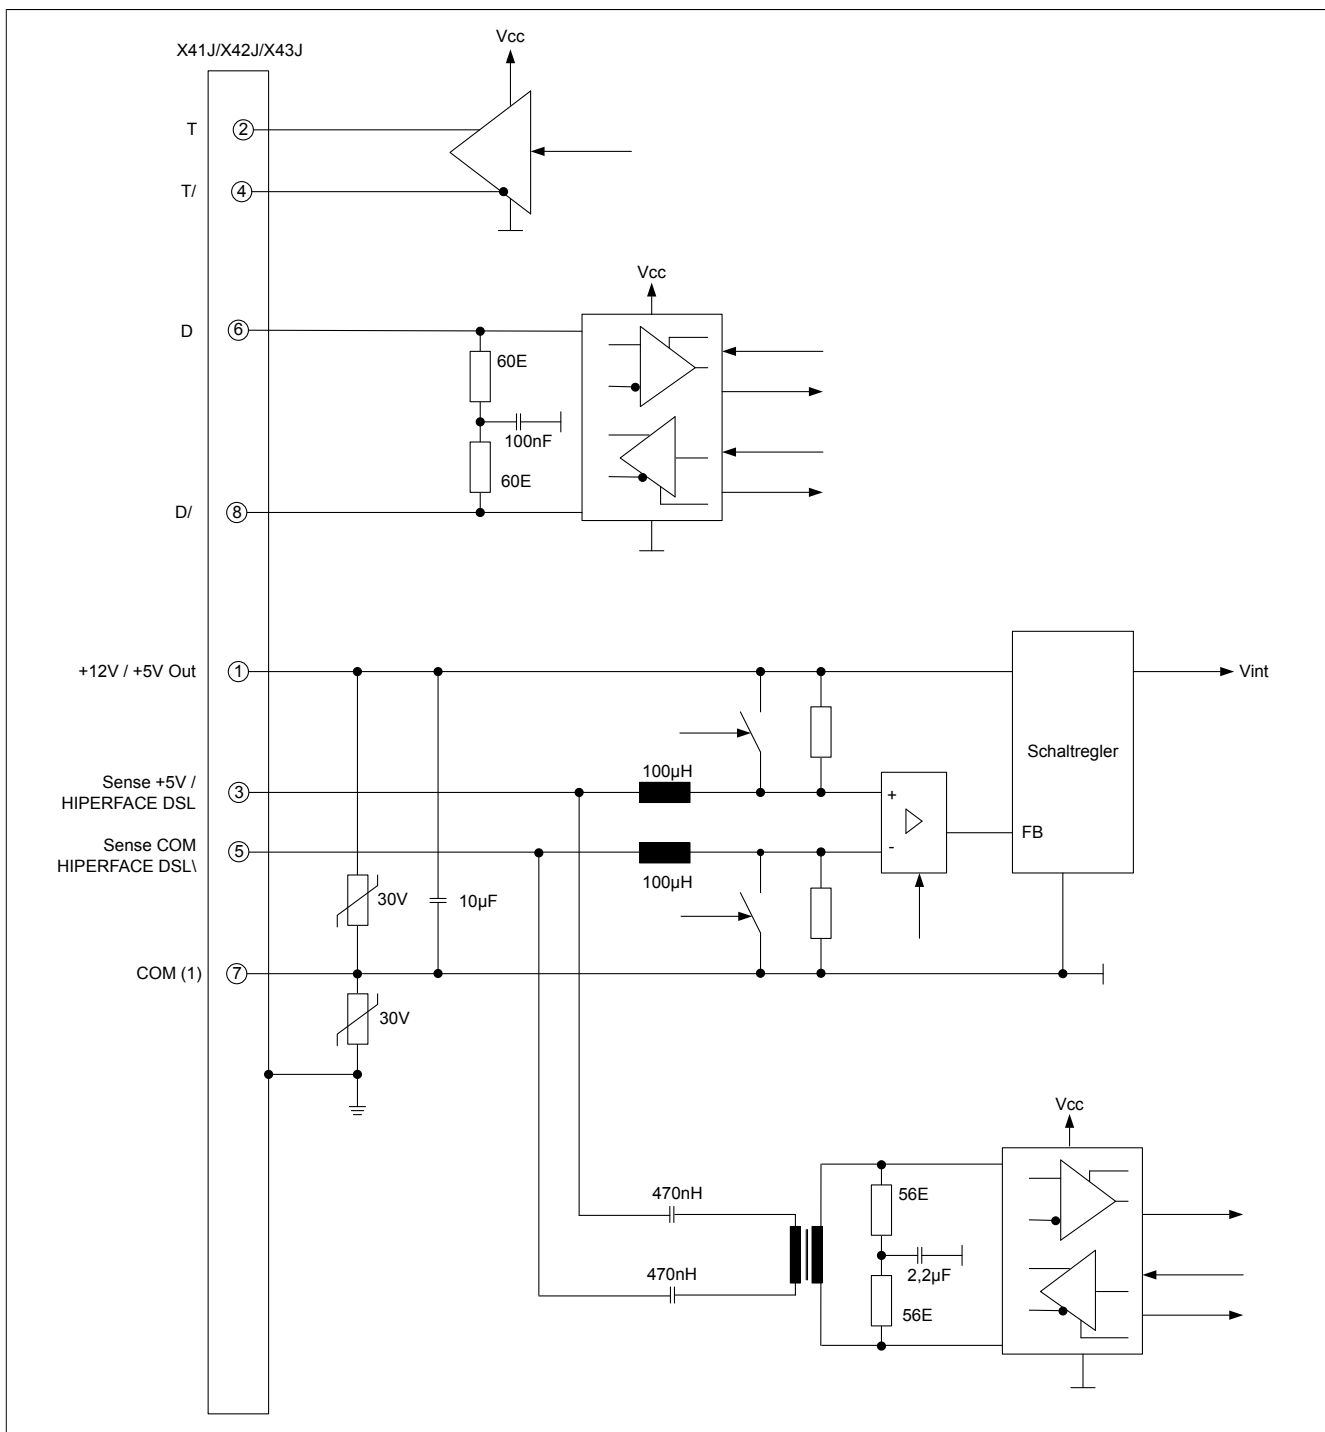 X41J/X42J/X43J
Vcc
T
2
T/
4
Vcc
D
6
60E
100nF
60E
D/
8
+12V / +5V Out
1
Vint
Schaltregler
Sense +5V /
HIPERFACE DSL
3
100µH
+
FB
Sense COM
HIPERFACE DSL\
5
-
100µH
30V
10µF
COM (1)
7
30V
Vcc
470nH
56E
2,2µF
470nH
56E